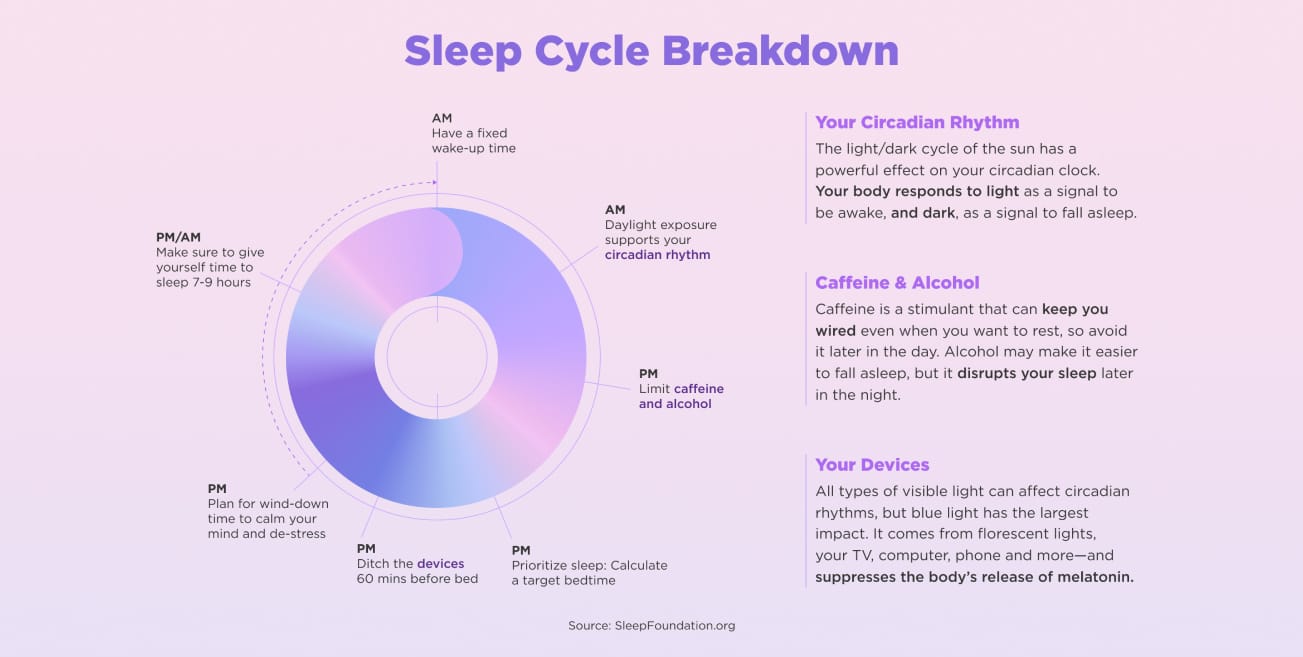 Sleep Cycle Breakdown
AM
Have a fixed
wake-up time
AM
Daylight exposure
supports your
circadian rhythm
PM
Limit caffeine
and alcohol
PM
Prioritize sleep: Calculate
a target bedtime
PM
Ditch the devices
60 mins before bed
PM
Plan for wind-down
time to calm your
mind and de-stress
PM/AM
Make sure to give
yourself time to
sleep 7-9 hours
Your Circadian Rhythm
The light/dark cycle of the sun has a
powerful effect on your circadian clock.
Your body responds to light as a signal to
be awake, and dark, as a signal to fall asleep.
Caffeine & Alcohol
Caffeine is a stimulant that can keep you
wired even when you want to rest, so avoid
it later in the day. Alcohol may make it easier
to fall asleep, but it disrupts your sleep later
in the night.
Your Devices
All types of visible light can affect circadian
rhythms, but blue light has the largest
impact. It comes from florescent lights,
your TV, computer, phone and more—and
suppresses the body’s release of melatonin.
Source: SleepFoundation.org